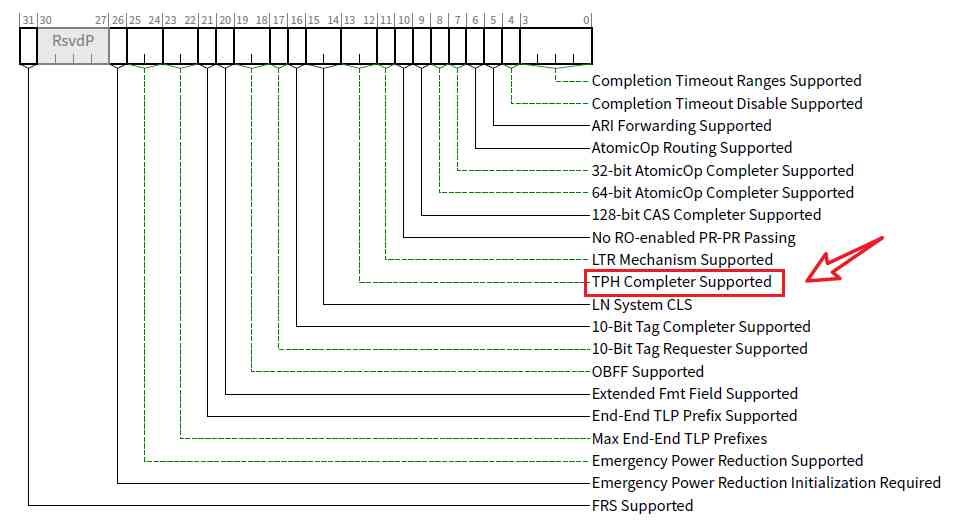 31 30 27 26 25 24 23 22 21 20 19 18 17 16 15 14 13 12 11 10 9 8 7 6 5 4 3 0
RsvdP
Completion Timeout Ranges Supported
Completion Timeout Disable Supported
ARI Forwarding Supported
AtomicOp Routing Supported
32-bit AtomicOp Completer Supported
64-bit AtomicOp Completer Supported
128-bit CAS Completer Supported
No RO-enabled PR-PR Passing
LTR Mechanism Supported
TPH Completer Supported
LN System CLS
10-Bit Tag Completer Supported
10-Bit Tag Requester Supported
OBFF Supported
Extended Fmt Field Supported
End-End TLP Prefix Supported
Max End-End TLP Prefixes
Emergency Power Reduction Supported
Emergency Power Reduction Initialization Required
FRS Supported